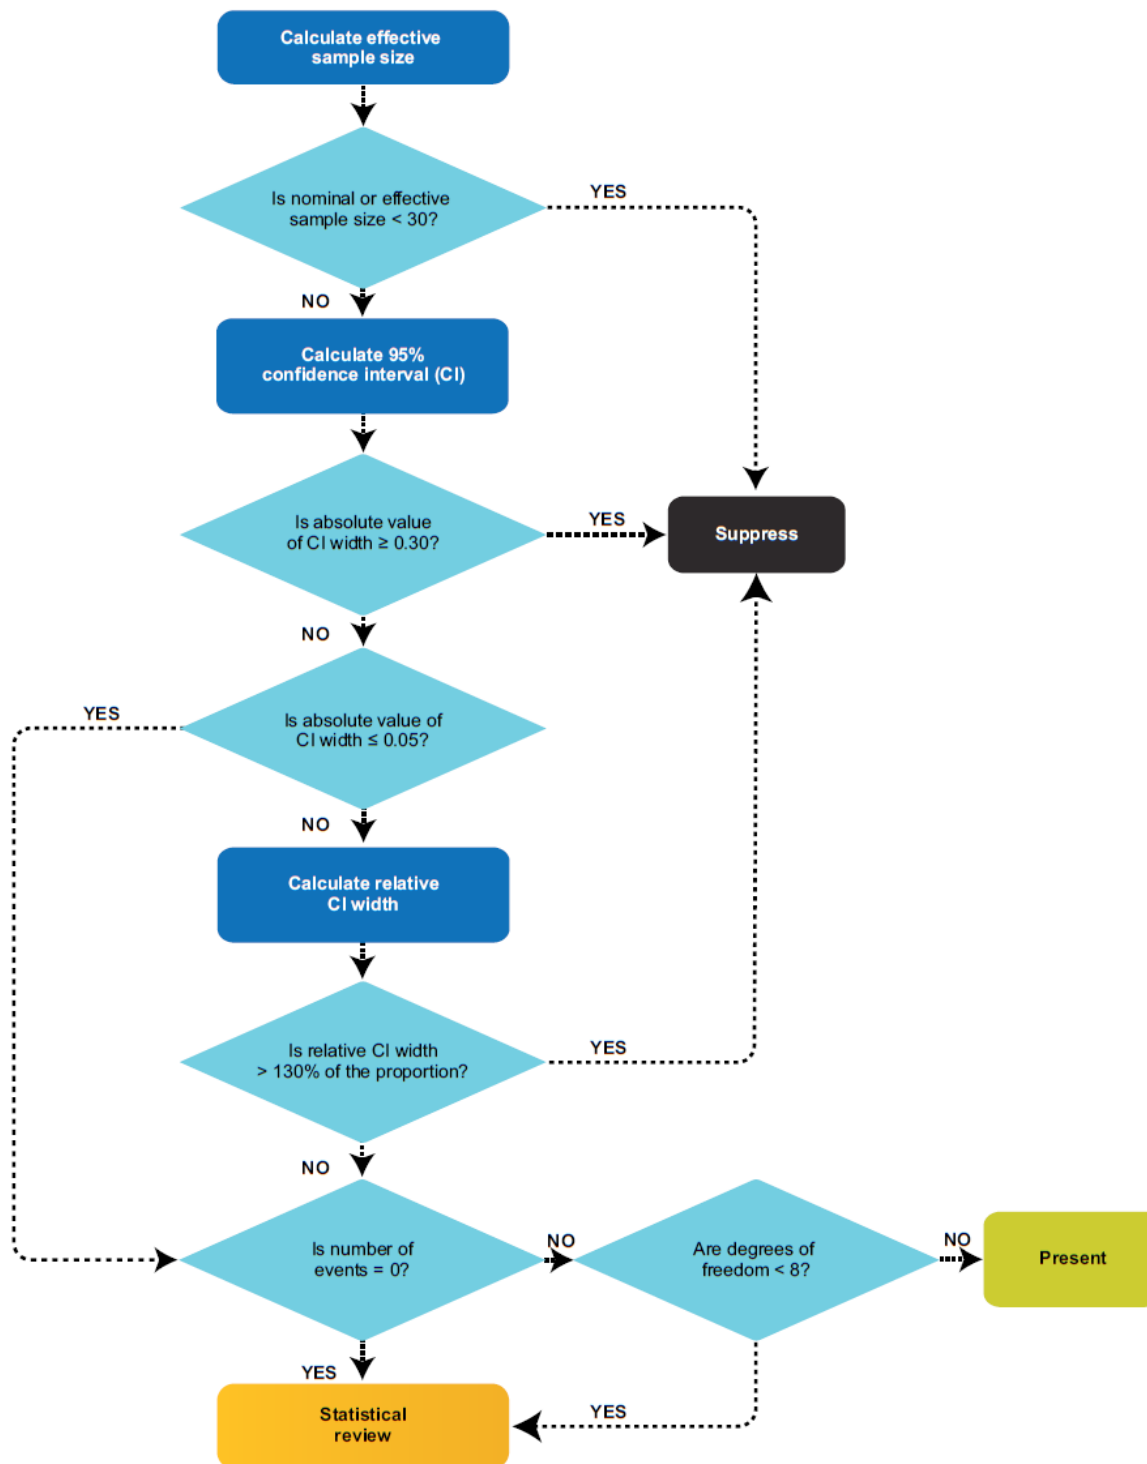 Calculate effective
sample size
Is nominal or effective
sample size < 30?
YES
NO
Calculate 95%
confidence interval (CI)
Is absolute value
of CI width ≥ 0.30?
YES
Suppress
NO
Is absolute value of
CI width ≤ 0.05?
YES
NO
Calculate relative
CI width
Is relative CI width
> 130% of the proportion?
YES
NO
Is number of
events = 0?
NO
Are degrees of
freedom < 8?
NO
Present
YES
Statistical
review
YES